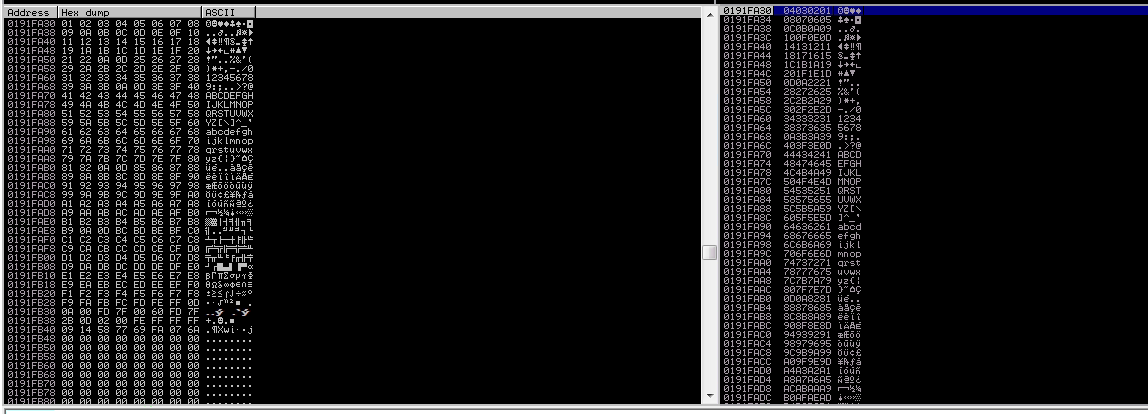 Address Hex dump ASCII
0191FA30 01 02 03 04 05 06 07 08 ☺☻♥♦♣♠•◘
0191FA38 09 0A 0B 0C 0D 0E 0F 10
0191FA40 11 12 13 14 15 16 17 18 ◄↕‼¶§▬↨↑
0191FA48 19 1A 1B 1C 1D 1E 1F 20 ↓→←∟↔▲▼
0191FA50 21 22 0A 0D 25 26 27 28 !"..%&'(
0191FA58 29 2A 2B 2C 2D 2E 2F 30 )*+,-./0
0191FA60 31 32 33 34 35 36 37 38 12345678
0191FA68 39 3A 3B 0A 0D 3E 3F 40 9:;..>?@
0191FA70 41 42 43 44 45 46 47 48 ABCDEFGH
0191FA78 49 4A 4B 4C 4D 4E 4F 50 IJKLMNOP
0191FA80 51 52 53 54 55 56 57 58 QRSTUVWX
0191FA88 59 5A 5B 5C 5D 5E 5F 60 YZ[\]^_`
0191FA90 61 62 63 64 65 66 67 68 abcdefgh
0191FA98 69 6A 6B 6C 6D 6E 6F 70 ijklmnop
0191FAA0 71 72 73 74 75 76 77 78 qrstuvwx
0191FAA8 79 7A 7B 7C 7D 7E 7F 80 yz{|}~⌂Ç
0191FAB0 81 82 0A 0D 85 86 87 88 üé..àåçê
0191FAB8 89 8A 8B 8C 8D 8E 8F 90 ëèïîìÄÅÉ
0191FAC0 91 92 93 94 95 96 97 98 æÆôöòûùÿ
0191FAC8 99 9A 9B 9C 9D 9E 9F A0 ÖÜ¢£¥₧ƒá
0191FAD0 A1 A2 A3 A4 A5 A6 A7 A8 íóúñÑªº¿
0191FAD8 A9 AA AB AC AD AE AF B0 ⌐¬½¼¡«»░
0191FAE0 B1 B2 B3 B4 B5 B6 B7 B8 ▒▓│┤╡╢╖╕
0191FAE8 B9 0A 0D BC BD BE BF C0 ╣..╝╜╛┐└
0191FAF0 C1 C2 C3 C4 C5 C6 C7 C8 ┴┬├─┼╞╟╚
0191FAF8 C9 CA CB CC CD CE CF D0 ╔╩╦╠═╬╧╨
0191FB00 D1 D2 D3 D4 D5 D6 D7 D8 ╤╥╙╘╒╓╫╪
0191FB08 D9 DA DB DC DD DE DF E0 ┘┌█▄▌▐▀α
0191FB10 E1 E2 E3 E4 E5 E6 E7 E8 ßΓπΣσµτΦ
0191FB18 E9 EA EB EC ED EE EF F0 ΘΩδ∞φε∩≡
0191FB20 F1 F2 F3 F4 F5 F6 F7 F8 ±≥≤⌠⌡÷≈°
0191FB28 F9 FA FB FC FD FE FF 0D
0191FB30 0A 00 FD 7F 00 60 FD 7F
0191FB38 2B 0D 02 00 FE FF FF FF
0191FB40 09 14 58 77 69 FA 07 6A .¶Xwi··j
0191FB48 00 00 00 00 00 00 00 00 ........
0191FB50 00 00 00 00 00 00 00 00 ........
0191FB58 00 00 00 00 00 00 00 00 ........
0191FB60 00 00 00 00 00 00 00 00 ........
0191FB68 00 00 00 00 00 00 00 00 ........
0191FB70 00 00 00 00 00 00 00 00 ........
0191FB78 00 00 00 00 00 00 00 00 ........
0191FB80 00 00 00 00 00 00 00 00 ........
0191FA30 04030201 ☺☻♥♦
0191FA34 08070605 ♣♠•◘
0191FA38 0C0B0A09
0191FA3C 100F0E0D
0191FA40 14131211 ◄↕‼¶
0191FA44 18171615 §▬↨↑
0191FA48 1C1B1A19 ↓→←∟
0191FA4C 201F1E1D ↔▲▼
0191FA50 0D0A2221 !"..
0191FA54 28272625 %&'(
0191FA58 2C2B2A29 )*+,
0191FA5C 302F2E2D -./0
0191FA60 34333231 1234
0191FA64 38373635 5678
0191FA68 0A3B3A39 9:;.
0191FA6C 403F3E0D .>?@
0191FA70 44434241 ABCD
0191FA74 48474645 EFGH
0191FA78 4C4B4A49 IJKL
0191FA7C 504F4E4D MNOP
0191FA80 54535251 QRST
0191FA84 58575655 UVWX
0191FA88 5C5B5A59 YZ[\
0191FA8C 605F5E5D ]^_`
0191FA90 64636261 abcd
0191FA94 68676665 efgh
0191FA98 6C6B6A69 ijkl
0191FA9C 706F6E6D mnop
0191FAA0 74737271 qrst
0191FAA4 78777675 uvwx
0191FAA8 7C7B7A79 yz{|
0191FAAC 807F7E7D }~⌂Ç
0191FAB0 0D0A8281 üé..
0191FAB4 88878685 àåçê
0191FAB8 8C8B8A89 ëèïî
0191FABC 908F8E8D ìÄÅÉ
0191FAC0 94939291 æÆôö
0191FAC4 98979695 òûùÿ
0191FAC8 9C9B9A99 ÖÜ¢£
0191FACC A09F9E9D ¥₧ƒá
0191FAD0 A4A3A2A1 íóúñ
0191FAD4 A8A7A6A5 Ѫº¿
0191FAD8 ACABAAA9 ⌐¬½¼
0191FADC B0AFAEAD ¡«»░